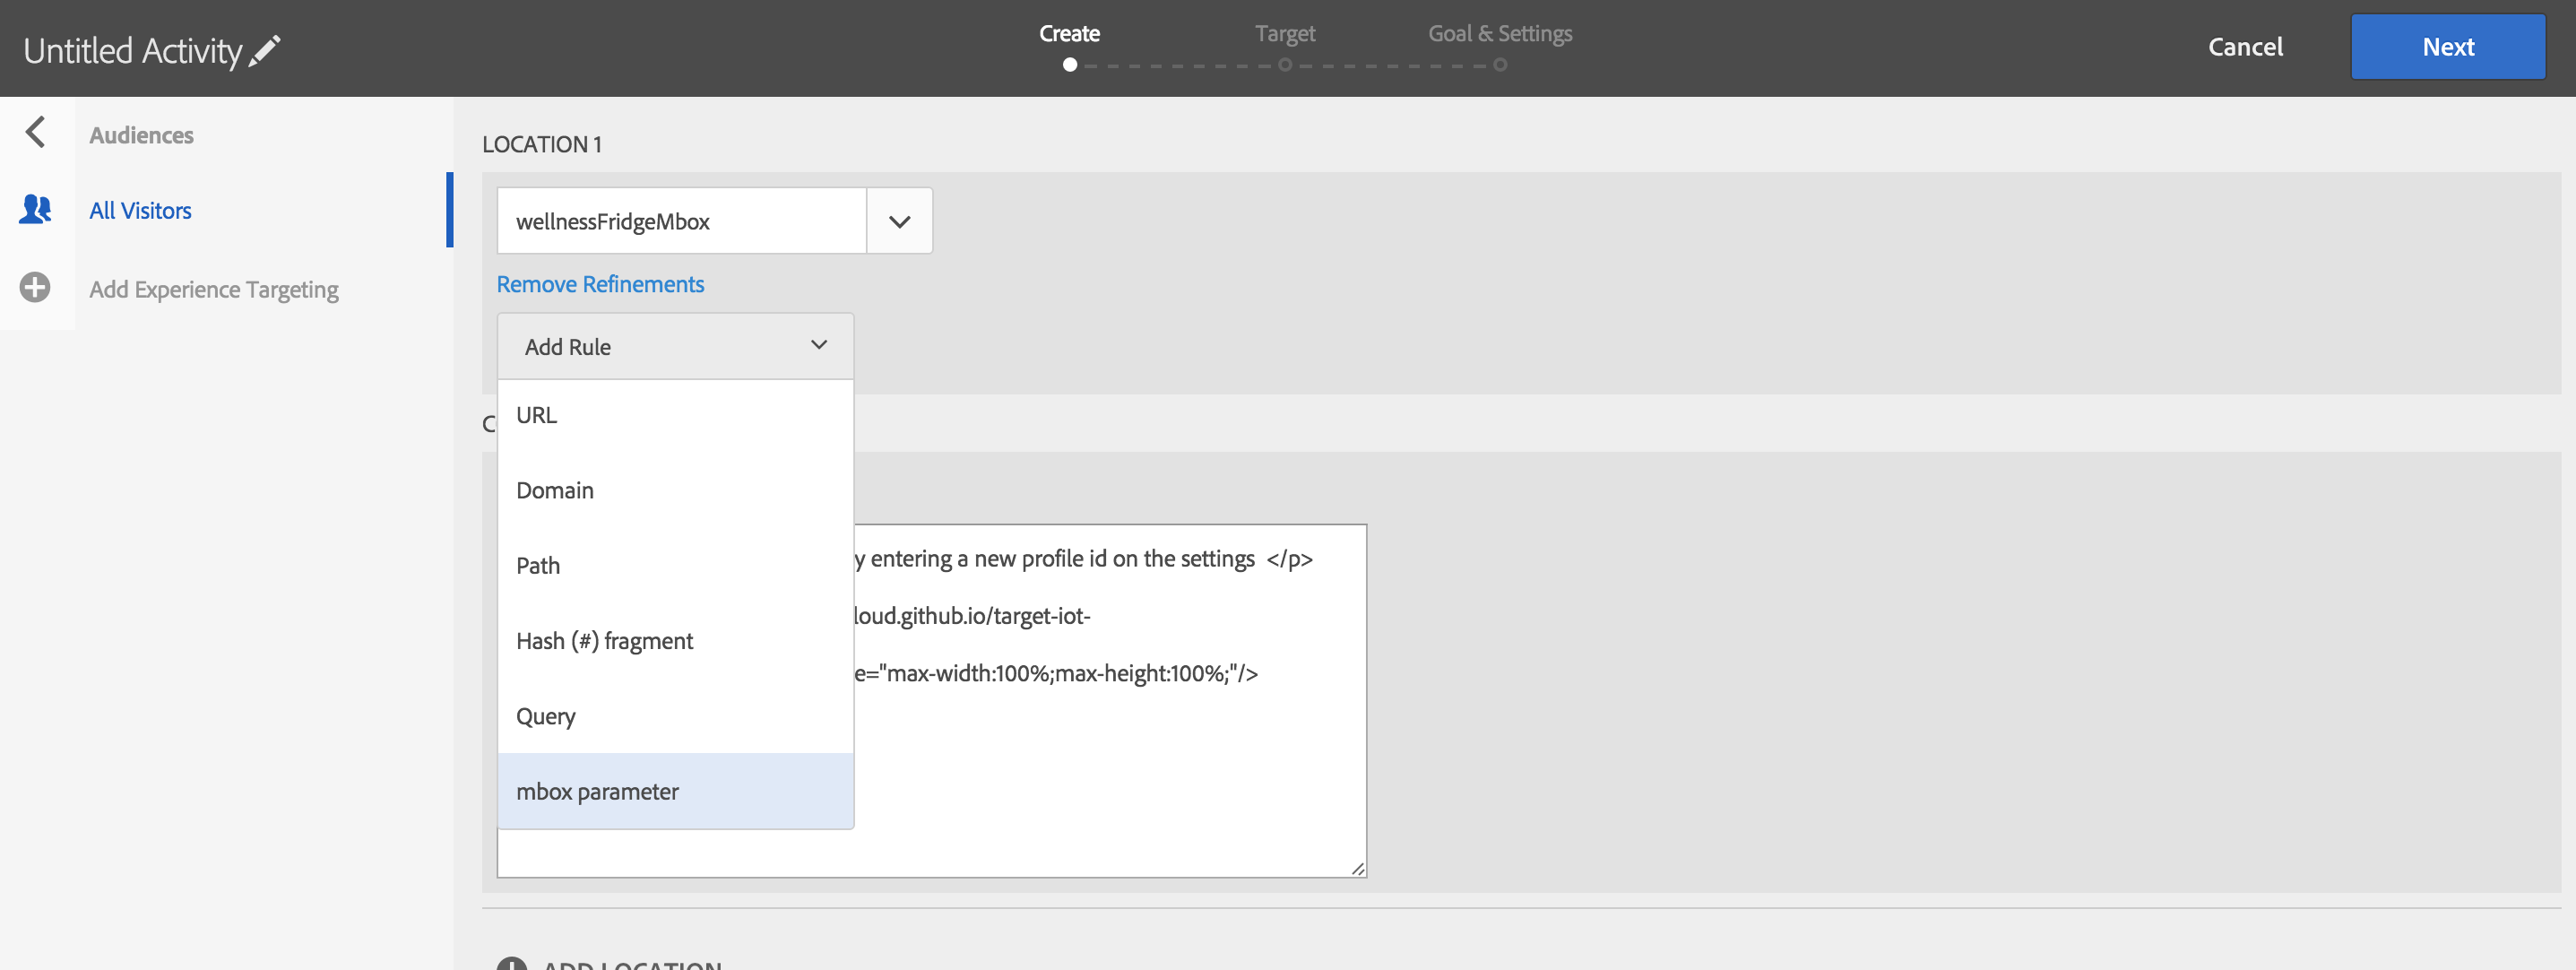 Untitled Activity
Create
Target
Goal & Settings
Cancel
Next
Audiences
All Visitors
Add Experience Targeting
LOCATION 1
wellnessFridgeMbox
Remove Refinements
Add Rule
URL
Domain
Path
Hash (#) fragment
Query
mbox parameter
y entering a new profile id on the settings </p>
loud.github.io/target-iot-
e="max-width:100%;max-height:100%;"/>
ADD LOCATION